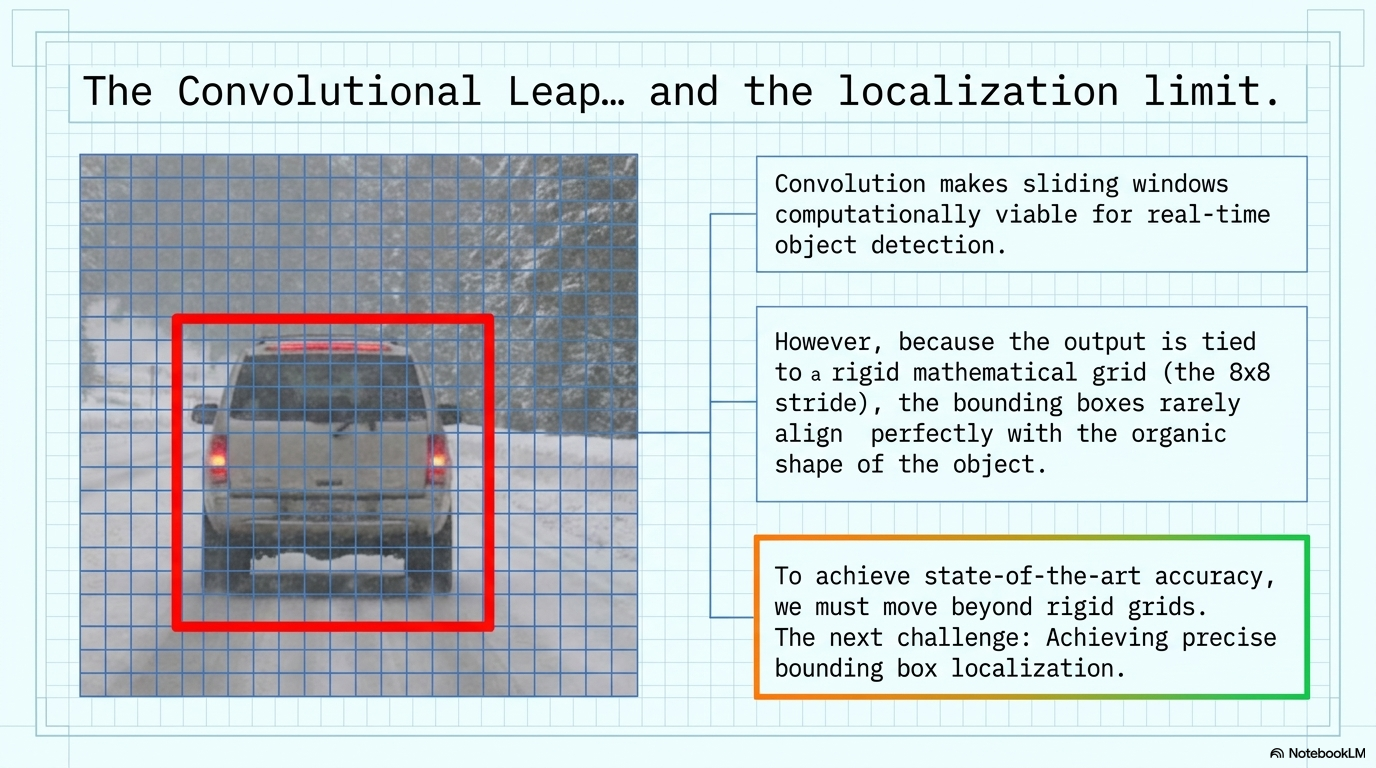 The Convolutional Leap… and the localization limit.
Convolution makes sliding windows
computationally viable for real-time
object detection.
However, because the output is tied
to a rigid mathematical grid (the 8x8
stride), the bounding boxes rarely
align perfectly with the organic
shape of the object.
To achieve state-of-the-art accuracy,
we must move beyond rigid grids.
The next challenge: Achieving precise
bounding box localization.
NotebookLM